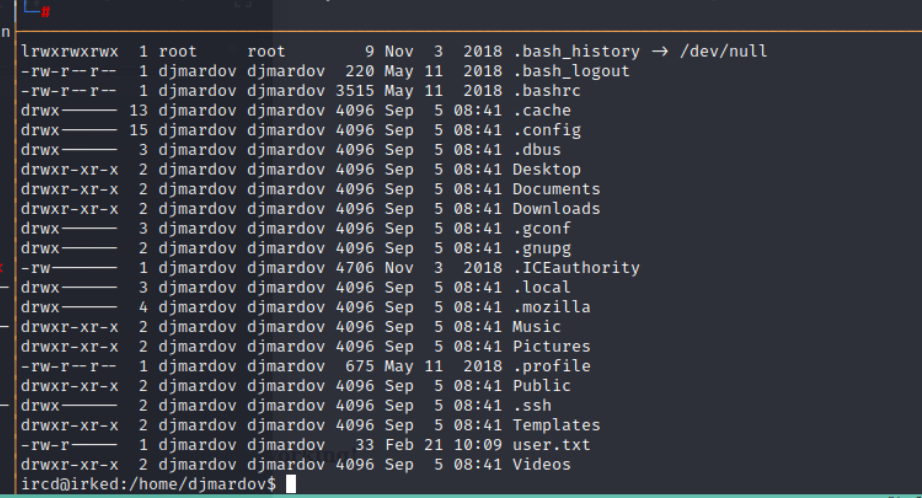 #
n
lrwxrwxrwx  1 root     root        9 Nov  3  2018 .bash_history → /dev/null
-rw-r--r--  1 djmardov djmardov  220 May 11  2018 .bash_logout
-rw-r--r--  1 djmardov djmardov 3515 May 11  2018 .bashrc
drwx------ 13 djmardov djmardov 4096 Sep  5 08:41 .cache
drwx------ 15 djmardov djmardov 4096 Sep  5 08:41 .config
drwx------  3 djmardov djmardov 4096 Sep  5 08:41 .dbus
drwxr-xr-x  2 djmardov djmardov 4096 Sep  5 08:41 Desktop
drwxr-xr-x  2 djmardov djmardov 4096 Sep  5 08:41 Documents
drwxr-xr-x  2 djmardov djmardov 4096 Sep  5 08:41 Downloads
drwx------  3 djmardov djmardov 4096 Sep  5 08:41 .gconf
drwx------  2 djmardov djmardov 4096 Sep  5 08:41 .gnupg
-rw-------  1 djmardov djmardov 4706 Nov  3  2018 .ICEauthority
drwx------  3 djmardov djmardov 4096 Sep  5 08:41 .local
drwx------  4 djmardov djmardov 4096 Sep  5 08:41 .mozilla
drwxr-xr-x  2 djmardov djmardov 4096 Sep  5 08:41 Music
drwxr-xr-x  2 djmardov djmardov 4096 Sep  5 08:41 Pictures
-rw-r--r--  1 djmardov djmardov  675 May 11  2018 .profile
drwxr-xr-x  2 djmardov djmardov 4096 Sep  5 08:41 Public
drwx------  2 djmardov djmardov 4096 Sep  5 08:41 .ssh
drwxr-xr-x  2 djmardov djmardov 4096 Sep  5 08:41 Templates
-rw-r-----  1 djmardov djmardov   33 Feb 21 10:09 user.txt
drwxr-xr-x  2 djmardov djmardov 4096 Sep  5 08:41 Videos
ircd@irked:/home/djmardov$